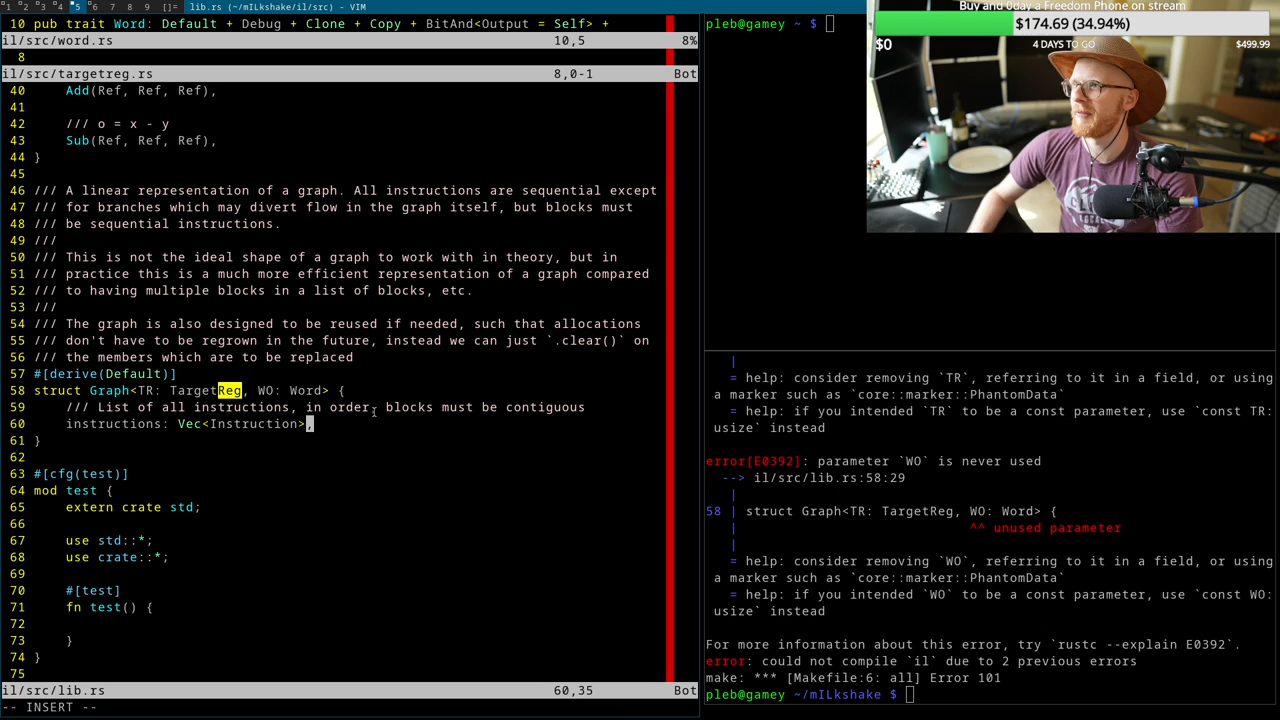 1 2 3 4 5 6 7 8 9 []= lib.rs (~/mILkshake/il/src) - VIM
10 pub trait Word: Default + Debug + Clone + Copy + BitAnd<Output = Self> +
il/src/word.rs 10,5 8%
8
il/src/targetreg.rs 8,0-1 Bot
40 Add(Ref, Ref, Ref),
41
42 /// o = x - y
43 Sub(Ref, Ref, Ref),
44 }
45
46 /// A linear representation of a graph. All instructions are sequential except
47 /// for branches which may divert flow in the graph itself, but blocks must
48 /// be sequential instructions.
49 ///
50 /// This is not the ideal shape of a graph to work with in theory, but in
51 /// practice this is a much more efficient representation of a graph compared
52 /// to having multiple blocks in a list of blocks, etc.
53 ///
54 /// The graph is also designed to be reused if needed, such that allocations
55 /// don't have to be regrown in the future, instead we can just `.clear()` on
56 /// the members which are to be replaced
57 #[derive(Default)]
58 struct Graph<TR: TargetReg, WO: Word> {
59 /// List of all instructions, in order, blocks must be contiguous
60 instructions: Vec<Instruction>,
61 }
62
63 #[cfg(test)]
64 mod test {
65 extern crate std;
66
67 use std::*;
68 use crate::*;
69
70 #[test]
71 fn test() {
72
73 }
74 }
75
il/src/lib.rs 60,35 Bot
-- INSERT --
pleb@gamey ~ $
Buy and 0day a Freedom Phone on stream
$174.69 (34.94%)
$0 4 DAYS TO GO $499.99
|
= help: consider removing `TR`, referring to it in a field, or using
a marker such as `core::marker::PhantomData`
= help: if you intended `TR` to be a const parameter, use `const TR:
usize` instead
error[E0392]: parameter `WO` is never used
--> il/src/lib.rs:58:29
|
58 | struct Graph<TR: TargetReg, WO: Word> {
| ^^ unused parameter
|
= help: consider removing `WO`, referring to it in a field, or using
a marker such as `core::marker::PhantomData`
= help: if you intended `WO` to be a const parameter, use `const WO:
usize` instead
For more information about this error, try `rustc --explain E0392`.
error: could not compile `il` due to 2 previous errors
make: *** [Makefile:6: all] Error 101
pleb@gamey ~/mILkshake $